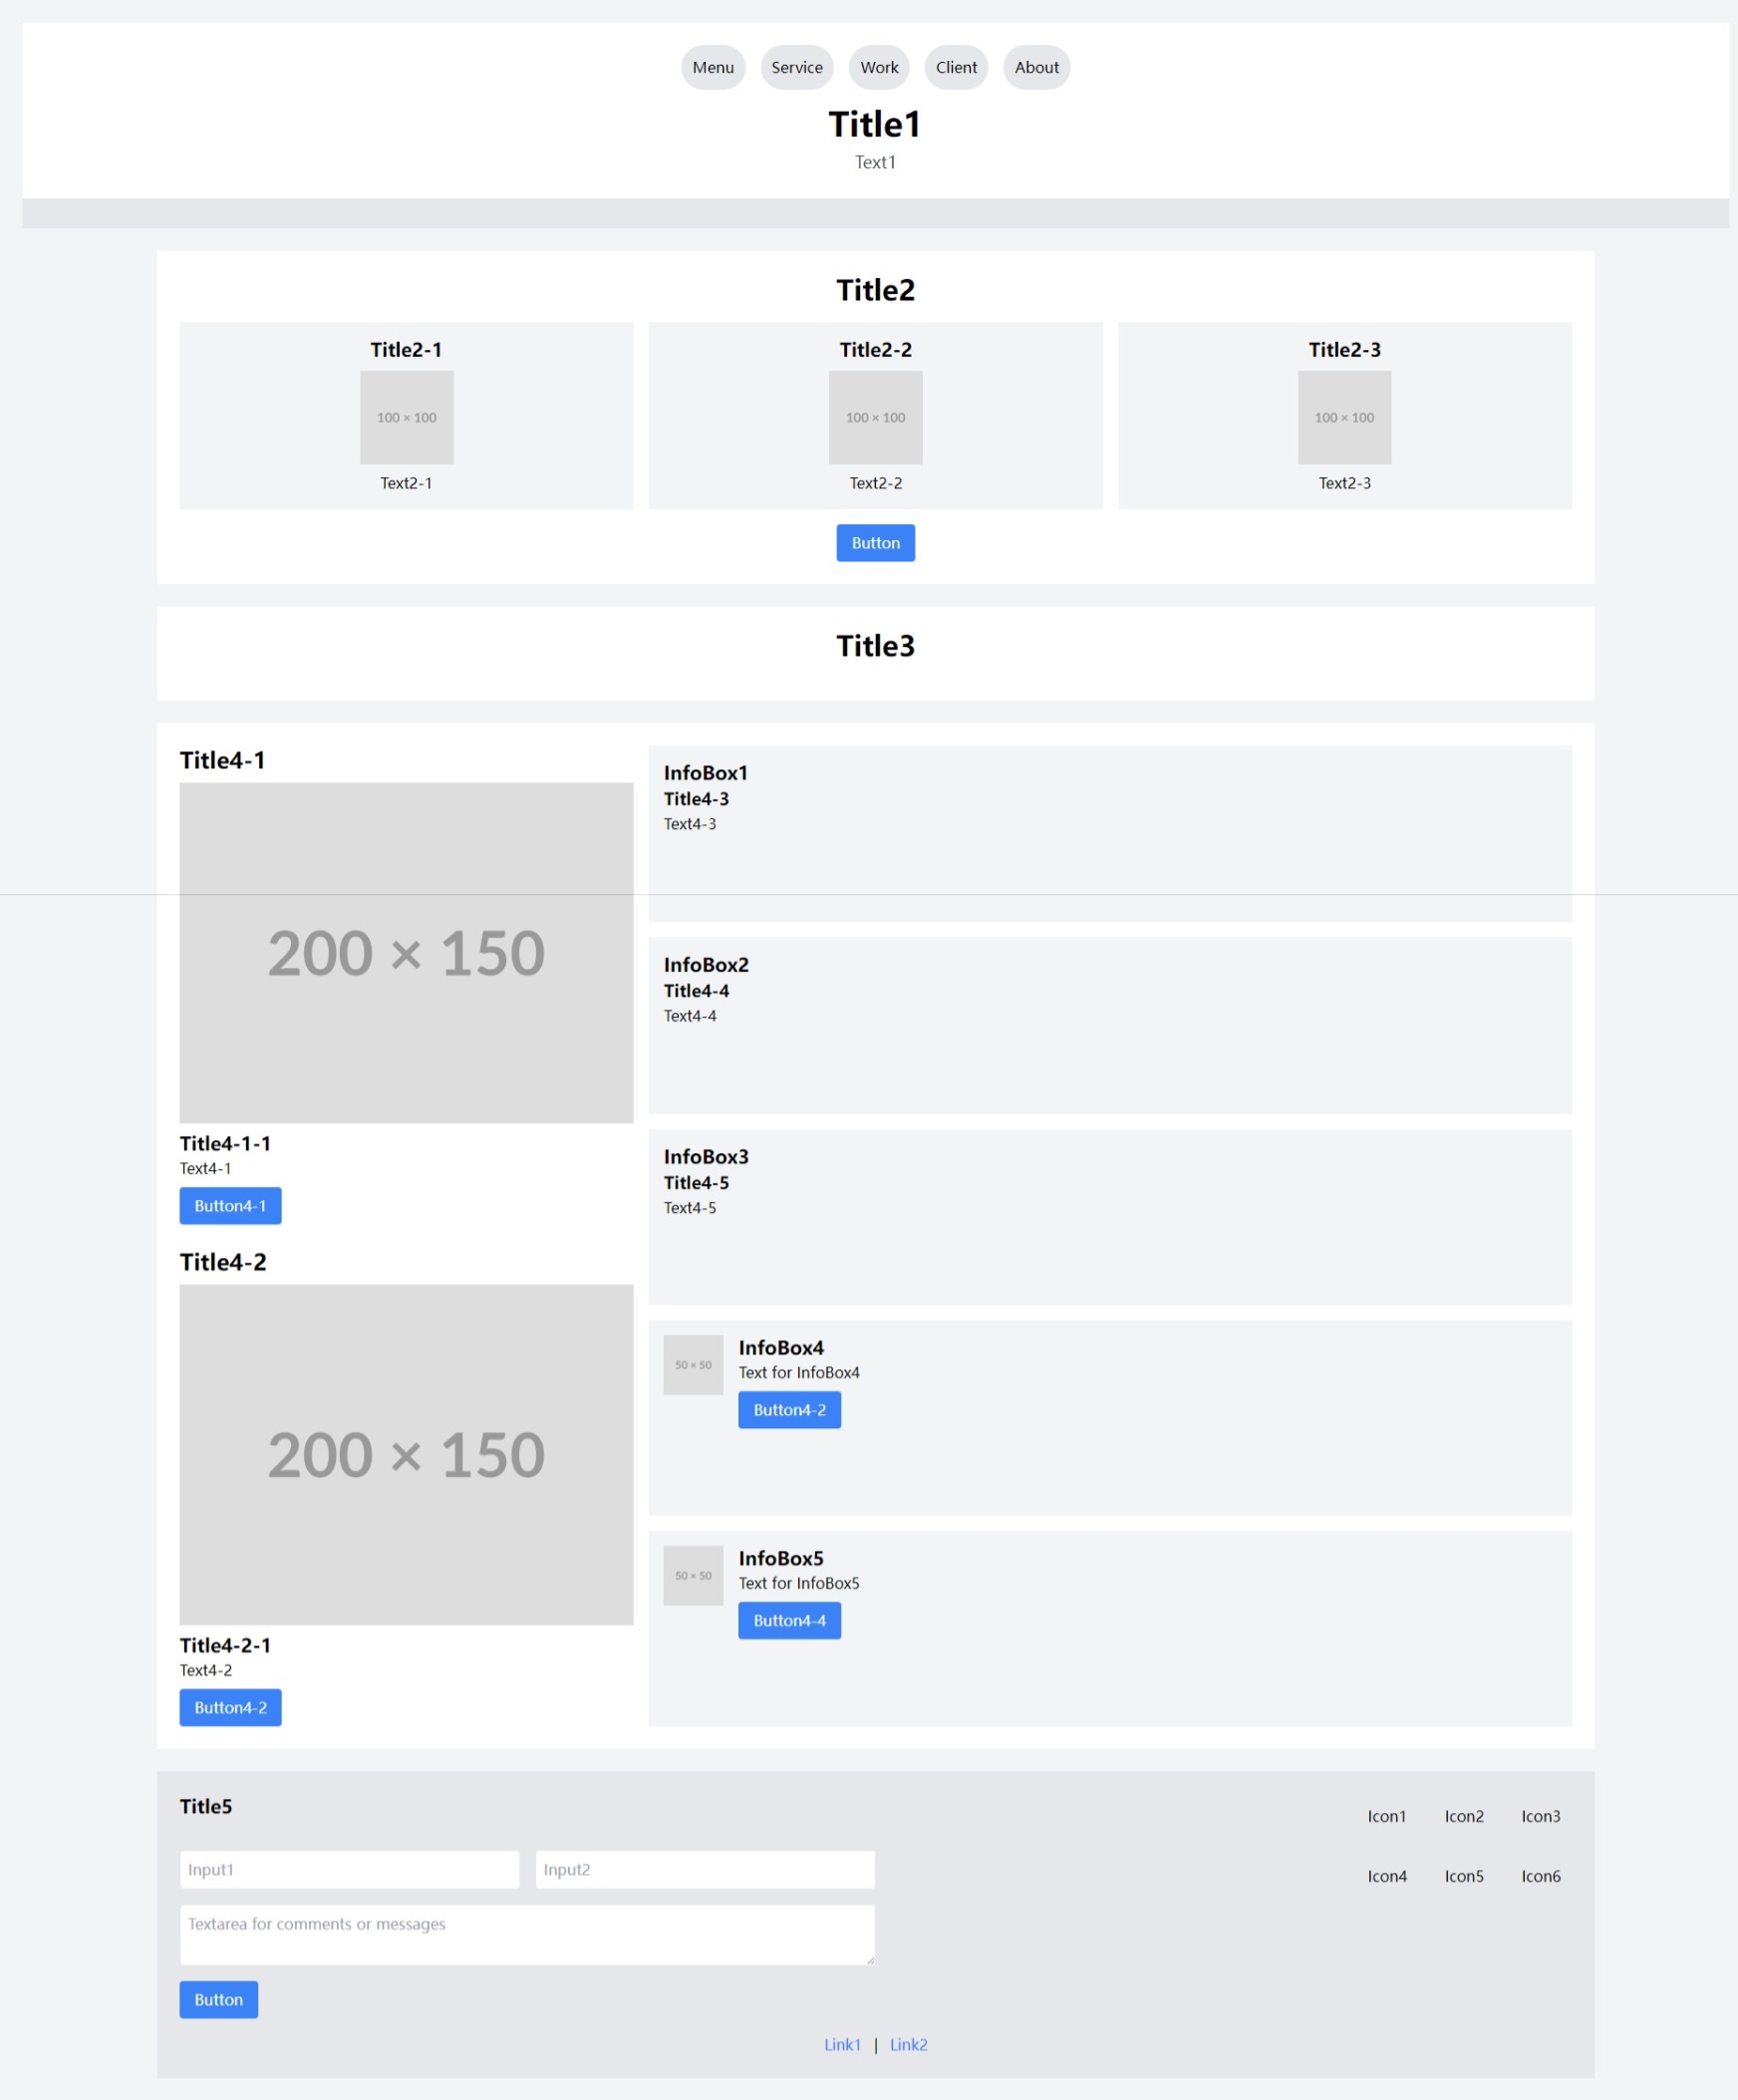 Menu Service Work Client About
Title1
Text1
Title2
Title2-1 Title2-2 Title2-3
100 × 100 100 × 100 100 × 100
Text2-1 Text2-2 Text2-3
Button
Title3
Title4-1
200 × 150
Title4-1-1
Text4-1
Button4-1
Title4-2
200 × 150
Title4-2-1
Text4-2
Button4-2
InfoBox1
Title4-3
Text4-3
InfoBox2
Title4-4
Text4-4
InfoBox3
Title4-5
Text4-5
50 × 50
InfoBox4
Text for InfoBox4
Button4-2
50 × 50
InfoBox5
Text for InfoBox5
Button4-4
Title5
Input1 Input2
Textarea for comments or messages
Button
Icon1 Icon2 Icon3
Icon4 Icon5 Icon6
Link1 | Link2